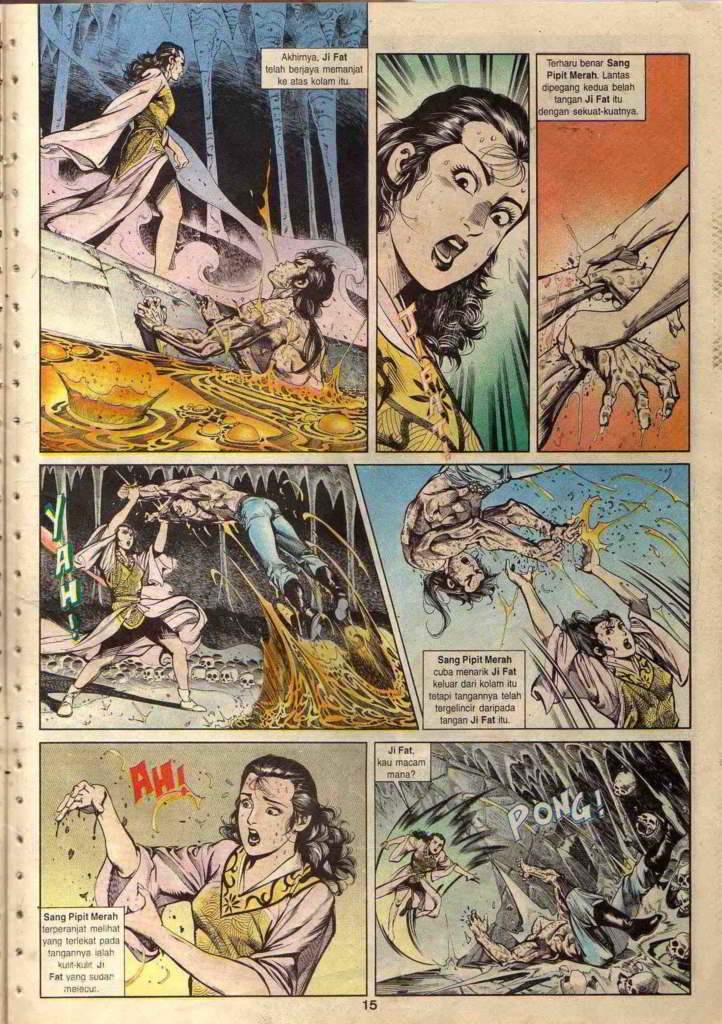 Akhirnya, Ji Fat
telah berjaya memanjat
ke atas kolam itu.
Terharu benar Sang
Pipit Merah. Lantas
dipegang kedua belah
tangan Ji Fat itu
dengan sekuat-kuatnya.
YAH!
Sang Pipit Merah
cuba menarik Ji Fat
keluar dari kolam itu
tetapi tangannya telah
tergelincir daripada
tangan Ji Fat itu.
AH!
Sang Pipit Merah
terperanjat melihat
yang terlekat pada
tangannya ialah
kulit-kulit Ji
Fat yang sudah
melecur.
Ji Fat,
kau macam
mana?
PONG!
15